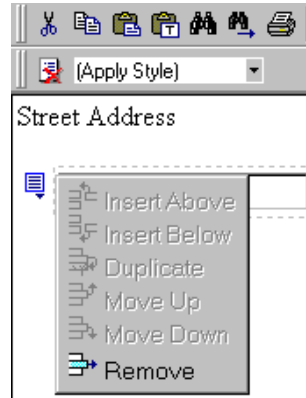 (Apply Style)
Street Address
Insert Above
Insert Below
Duplicate
Move Up
Move Down
Remove